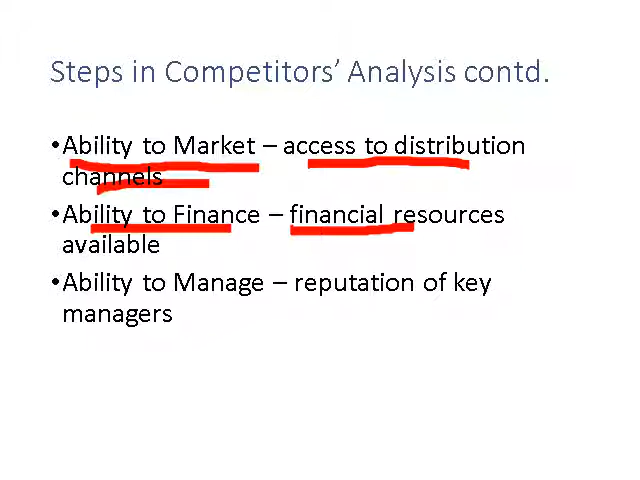 Steps in Competitors’ Analysis contd.
•Ability to Market – access to distribution
channels
•Ability to Finance – financial resources
available
•Ability to Manage – reputation of key
managers